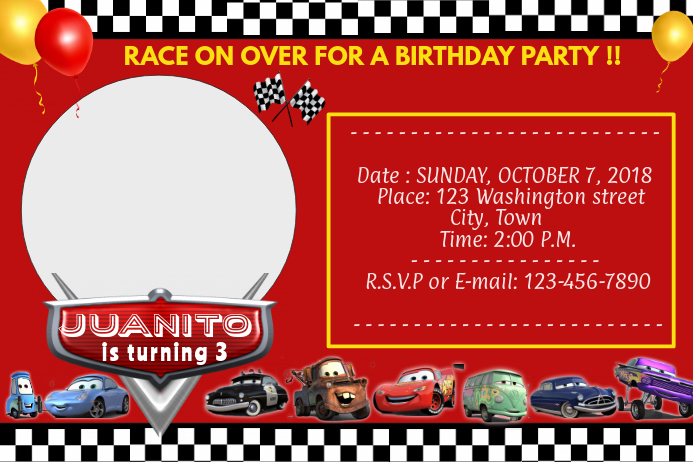 RACE ON OVER FOR A BIRTHDAY PARTY !!
Date : SUNDAY, OCTOBER 7, 2018
Place: 123 Washington street
City, Town
Time: 2:00 P.M.
R.S.V.P or E-mail: 123-456-7890
JUANITO
is turning 3